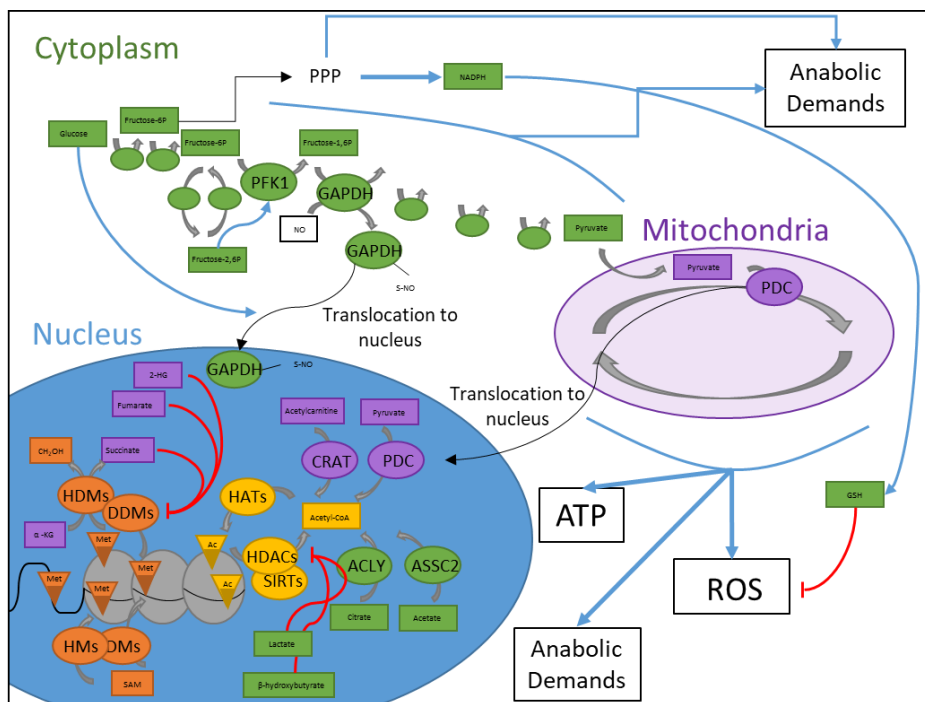 Cytoplasm
PPP
NADPH
Anabolic
Demands
Fructose-6P
Glucose
Fructose-6P
Fructose-1,6P
PFK1
GAPDH
NO
Fructose-2,6P
GAPDH
S-NO
Pyruvate
Mitochondria
Pyruvate
PDC
Translocation to
nucleus
Nucleus
GAPDH
S-NO
Translocation to
nucleus
2-HG
Fumarate
Succinate
CH₂OH
HDMs
DDMs
α-KG
Acetylcarnitine
Pyruvate
CRAT
PDC
HATs
Acetyl-CoA
Met
Met
Met
Met
Ac
Ac
HDACs
SIRTs
ACLY
ASSC2
Citrate
Acetate
Lactate
β-hydroxybutyrate
HMs
DMs
SAM
ATP
ROS
GSH
Anabolic
Demands